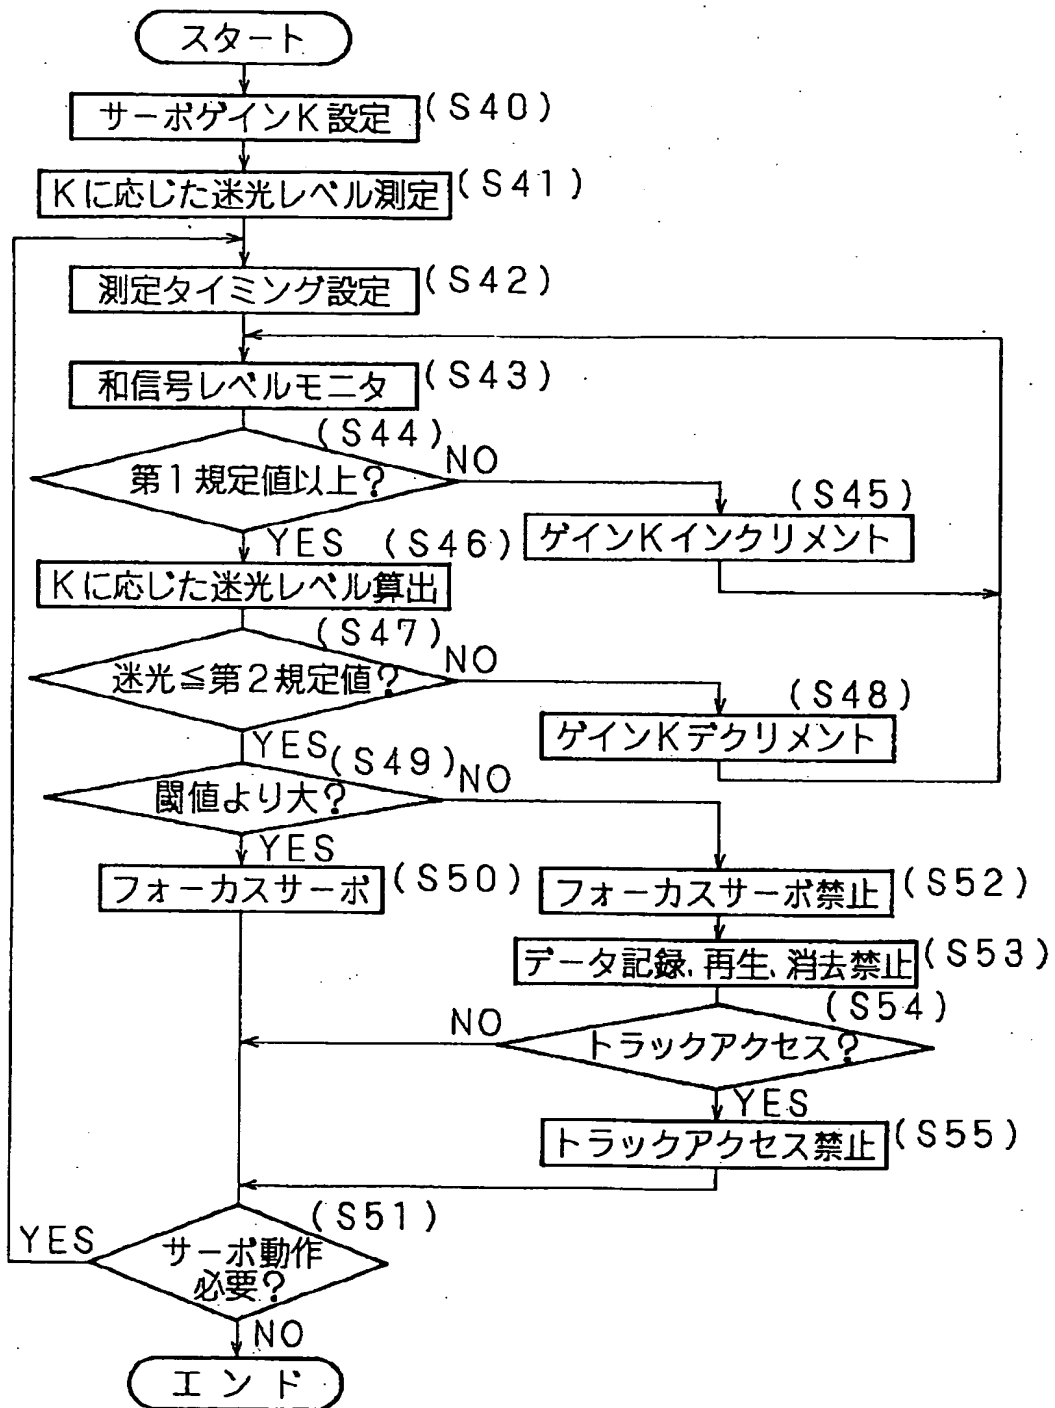 スタート
サーボゲインK設定 (S40)
Kに応じた迷光レベル測定 (S41)
測定タイミング設定 (S42)
和信号レベルモニタ (S43)
(S44)
第1規定値以上? NO
(S45)
ゲインKインクリメント
YES (S46)
Kに応じた迷光レベル算出
(S47)
迷光≦第2規定値? NO
(S48)
ゲインKデクリメント
YES (S49) NO
閾値より大?
YES
フォーカスサーボ (S50)
フォーカスサーボ禁止 (S52)
データ記録、再生、消去禁止 (S53)
(S54)
NO トラックアクセス?
YES
トラックアクセス禁止 (S55)
(S51)
YES サーボ動作
必要?
NO
エンド